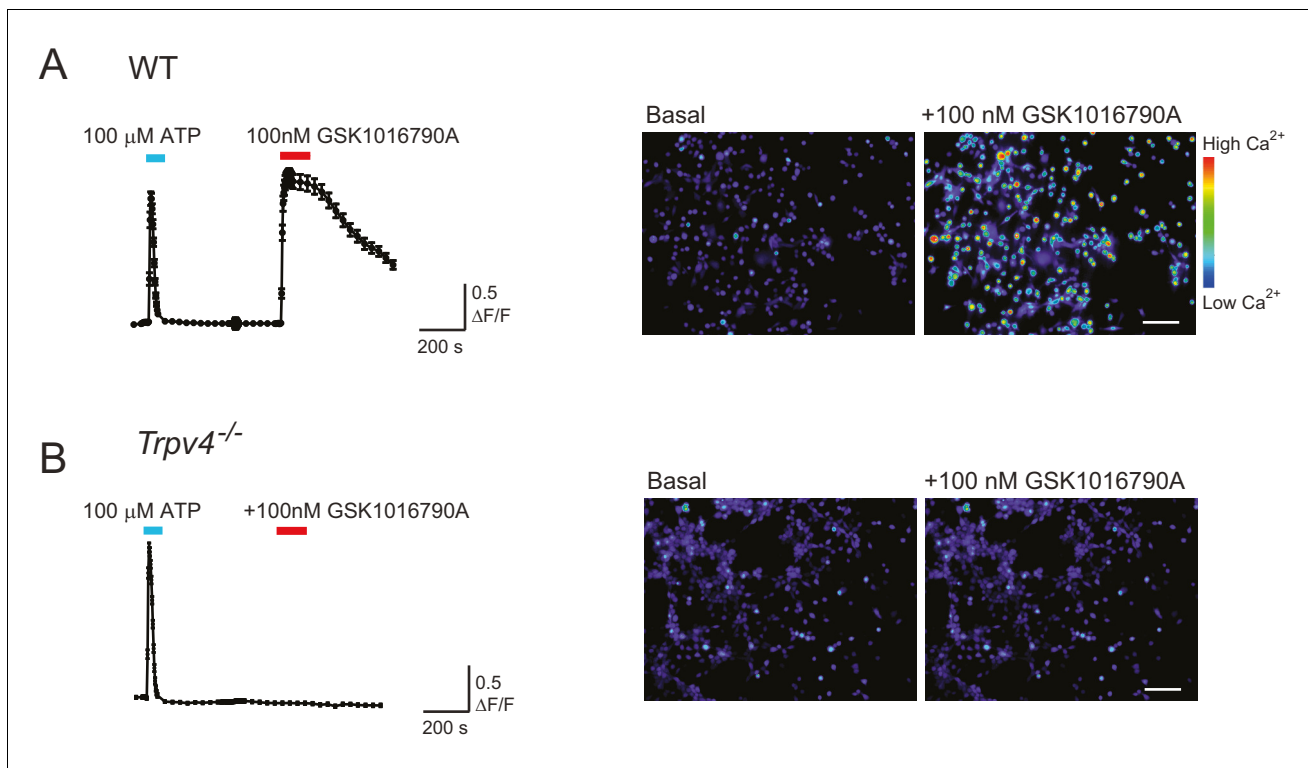 A
WT
100 μM ATP
100nM GSK1016790A
0.5
ΔF/F
200 s
Basal
+100 nM GSK1016790A
High Ca2+
Low Ca2+
B
Trpv4-/-
100 μM ATP
+100nM GSK1016790A
0.5
ΔF/F
200 s
Basal
+100 nM GSK1016790A